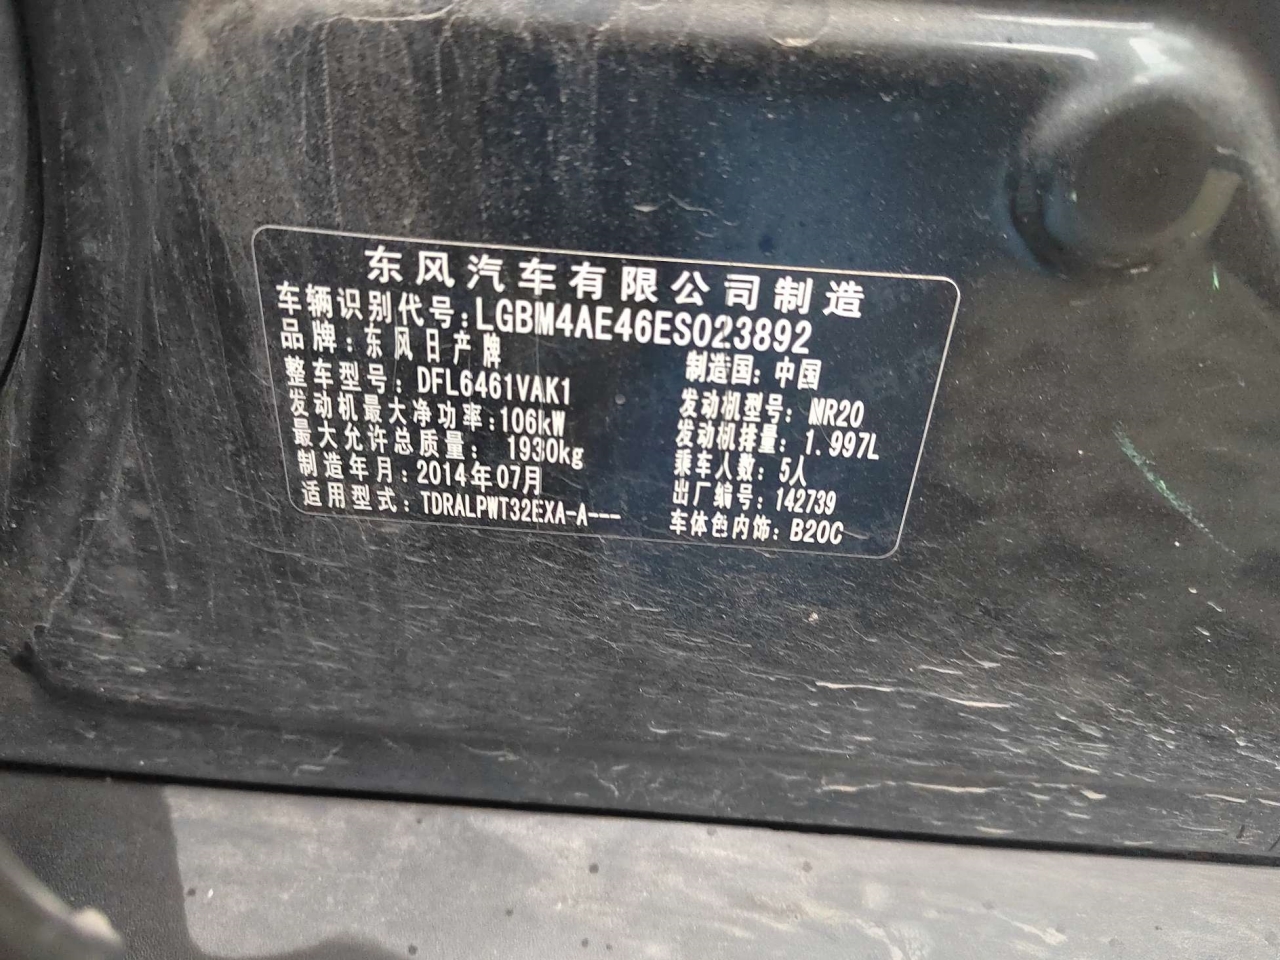 东风汽车有限公司制造
车辆识别代号:LGBM4AE46ES023892
品牌:东风日产牌 制造国:中国
整车型号:DFL6461VAK1 发动机型号:MR20
发动机最大净功率:106kW 发动机排量:1.997L
最大允许总质量:1930kg 乘车人数:5人
制造年月:2014年07月 出厂编号:142739
适用型式:TDRALPWT32EXA-A--- 车体色内饰:B20C